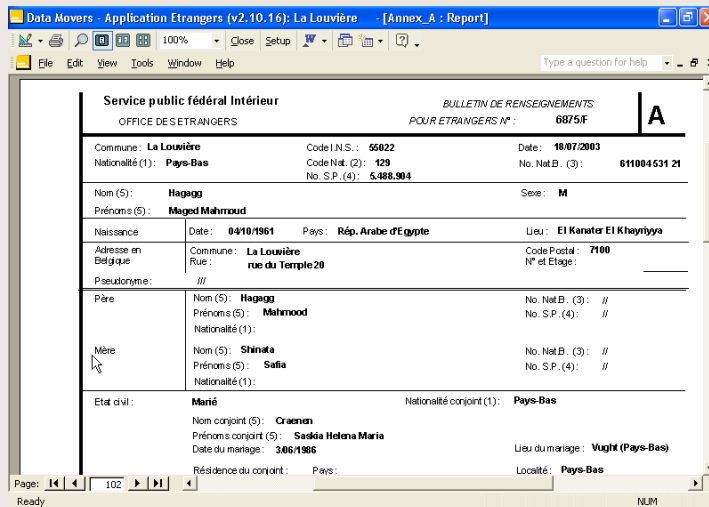 Data Movers - Application Etrangers (v2.10.16): La Louvière - [Annex_A : Report]
100% Close Setup
File Edit View Tools Window Help Type a question for help
Service public fédéral Intérieur BULLETIN DE RENSEIGNEMENTS A
OFFICE DES ETRANGERS POUR ETRANGERS N° : 6875/F
Commune : La Louvière Code I.N.S. : 55022 Date : 18/07/2003
Nationalité (1) : Pays-Bas Code Nat. (2) : 129 No. Nat.B. (3) : 611004 531 21
No. S.P. (4) : 5.488.904
Nom (5) : Hagagg Sexe : M
Prénoms (5) : Maged Mahmoud
Naissance Date : 04/10/1961 Pays : Rép. Arabe d'Egypte Lieu : El Kanater El Khayriyya
Adresse en Belgique Commune : La Louvière Code Postal : 7100
Rue : rue du Temple 20 N° et Etage :
Pseudonyme : ///
Père Nom (5) : Hagagg No. Nat.B. (3) : //
Prénoms (5) : Mahmood No. S.P. (4) : //
Nationalité (1) :
Mère Nom (5) : Shinata No. Nat.B. (3) : //
Prénoms (5) : Safia No. S.P. (4) : //
Nationalité (1) :
Etat civil : Marié Nationalité conjoint (1) : Pays-Bas
Nom conjoint (5) : Craenen
Prénoms conjoint (5) : Saskia Helena Maria
Date du mariage : 3/06/1986 Lieu du mariage : Vught (Pays-Bas)
Résidence du conjoint : Pays : Localité : Pays-Bas
Page: 102
Ready NUM